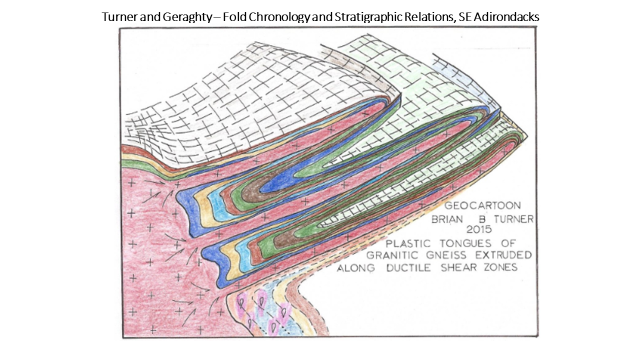 Turner and Geraghty – Fold Chronology and Stratigraphic Relations, SE Adirondacks
GEOCARTOON
BRIAN B TURNER
2015
PLASTIC TONGUES OF
GRANITIC GNEISS EXTRUDED
ALONG DUCTILE SHEAR ZONES